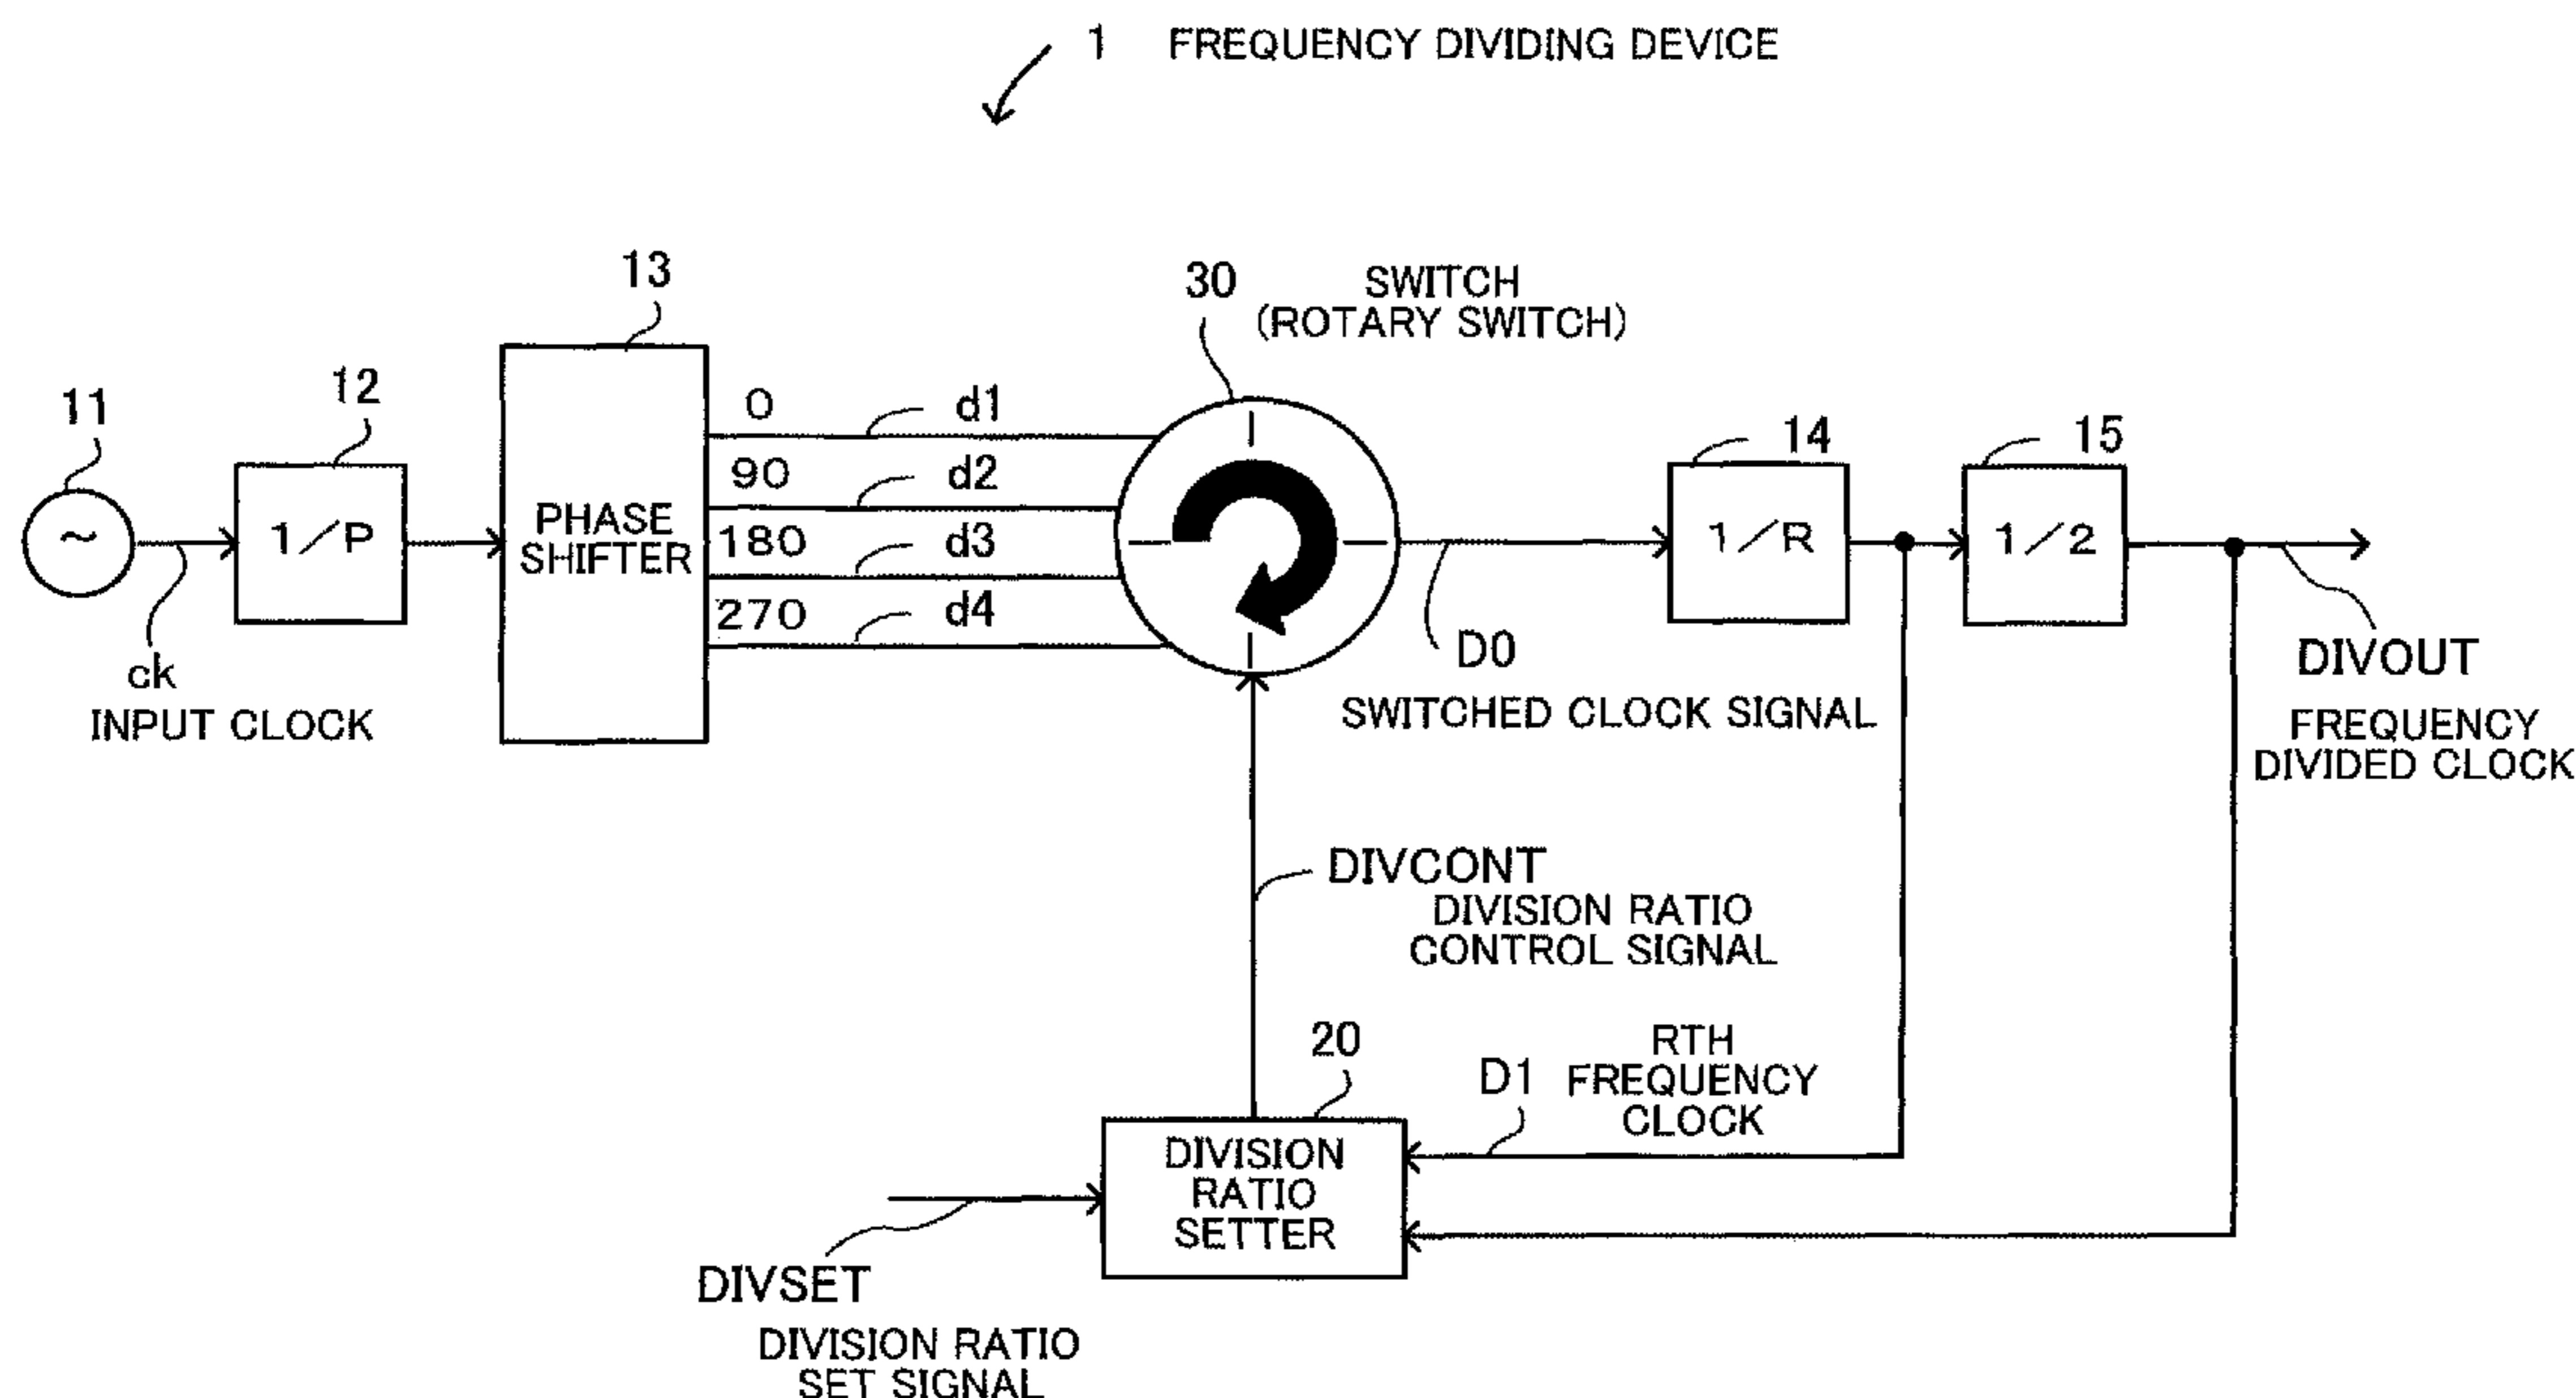 1 FREQUENCY DIVIDING DEVICE
13
30 SWITCH
(ROTARY SWITCH)
11
12
0 d1
14
15
90 d2
~
1/P
PHASE
SHIFTER
180 d3
1/R
1/2
270 d4
ck
INPUT CLOCK
D0
SWITCHED CLOCK SIGNAL
DIVOUT
FREQUENCY
DIVIDED CLOCK
DIVCONT
DIVISION RATIO
CONTROL SIGNAL
20
D1
RTH
FREQUENCY
CLOCK
DIVISION
RATIO
SETTER
DIVSET
DIVISION RATIO
SET SIGNAL